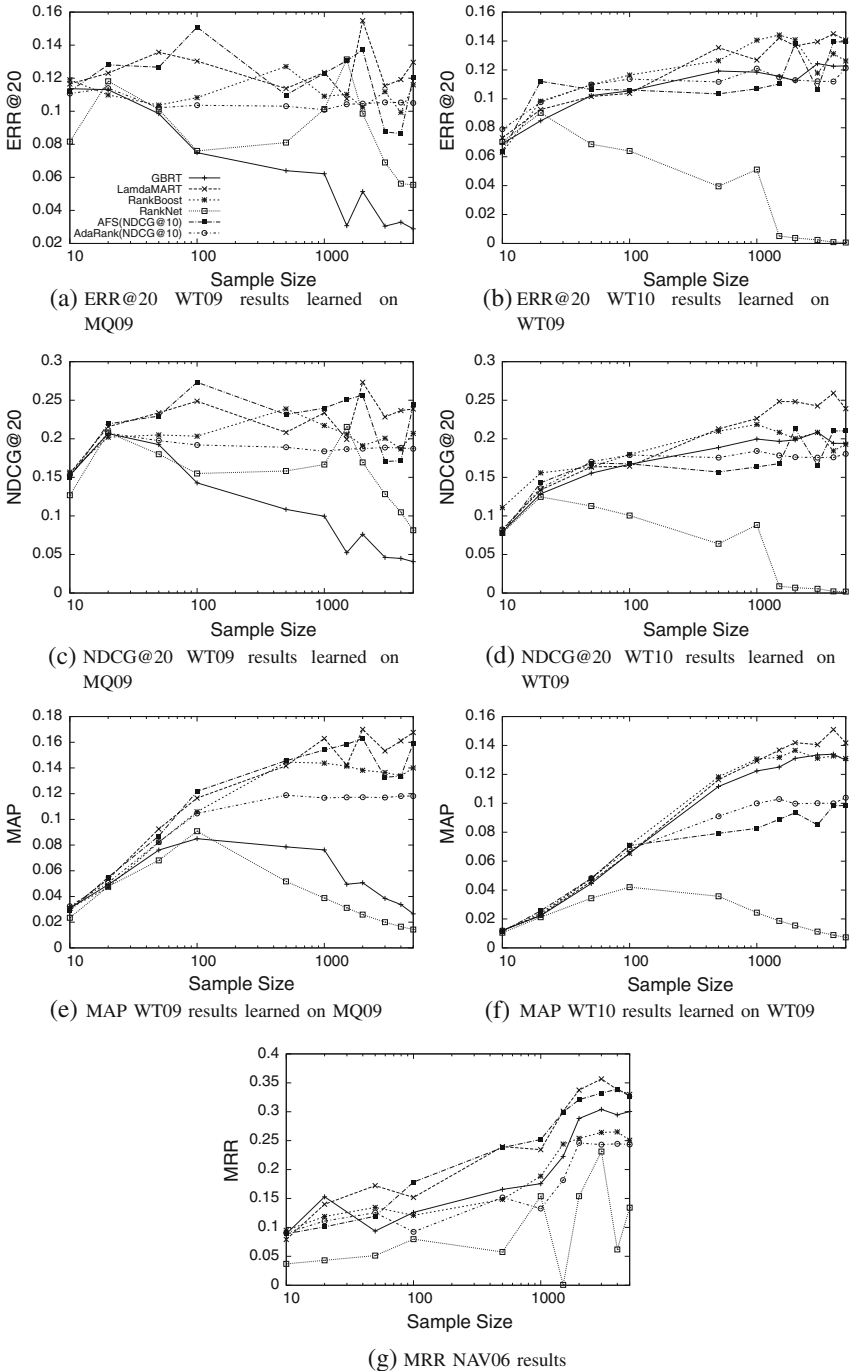 0.16
0.14
0.12
0.1
0.08
0.06
0.04
0.02
ERR@20
GBRT
LamdaMART
RankBoost
RankNet
AFS(NDCG@10)
AdaRank(NDCG@10)
10 100 1000
Sample Size
(a) ERR@20 WT09 results learned on
MQ09
0.16
0.14
0.12
0.1
0.08
0.06
0.04
0.02
0
ERR@20
10 100 1000
Sample Size
(b) ERR@20 WT10 results learned on
WT09
0.3
0.25
0.2
0.15
0.1
0.05
0
NDCG@20
10 100 1000
Sample Size
(c) NDCG@20 WT09 results learned on
MQ09
0.3
0.25
0.2
0.15
0.1
0.05
0
NDCG@20
10 100 1000
Sample Size
(d) NDCG@20 WT10 results learned on
WT09
0.18
0.16
0.14
0.12
0.1
0.08
0.06
0.04
0.02
0
MAP
10 100 1000
Sample Size
(e) MAP WT09 results learned on MQ09
0.16
0.14
0.12
0.1
0.08
0.06
0.04
0.02
0
MAP
10 100 1000
Sample Size
(f) MAP WT10 results learned on WT09
0.4
0.35
0.3
0.25
0.2
0.15
0.1
0.05
0
MRR
10 100 1000
Sample Size
(g) MRR NAV06 results